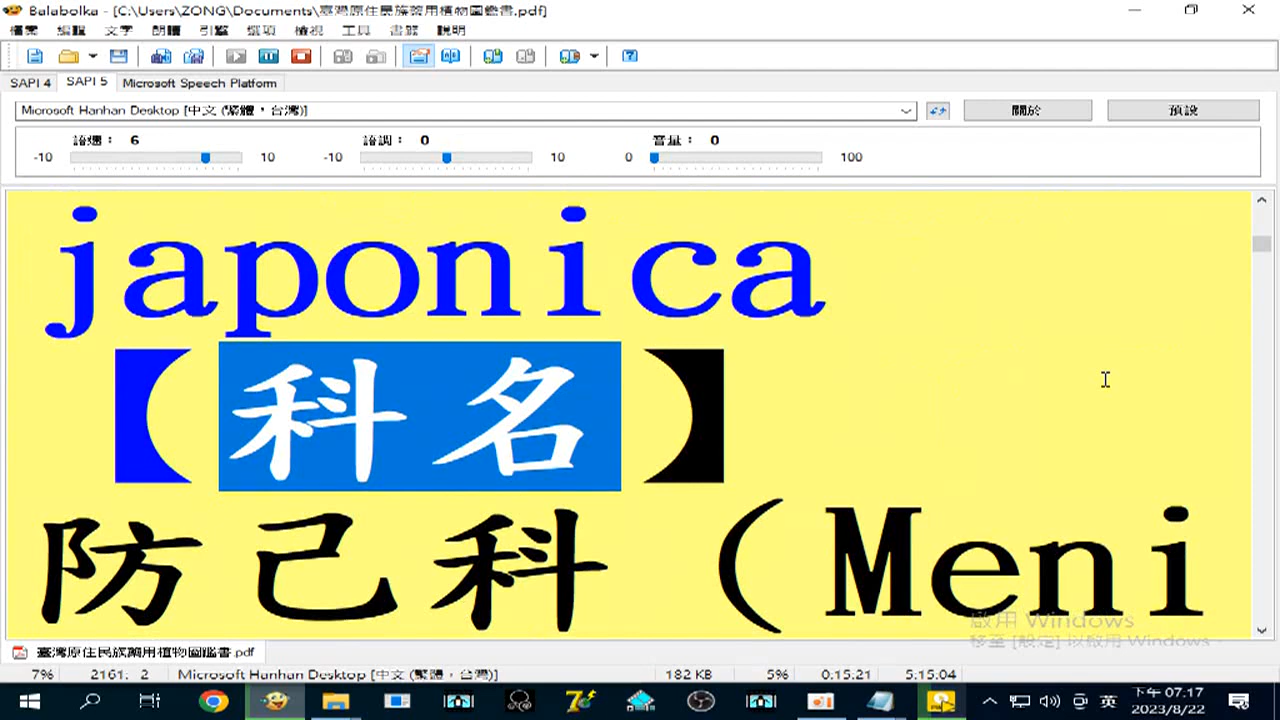 Balabolka - [C:\Users\ZONG\Documents\臺灣原住民族藥用植物圖鑑書.pdf]
檔案 編輯 文字 朗讀 引擎 選項 檢視 工具 書籤 說明
SAPI 4 SAPI 5 Microsoft Speech Platform
Microsoft Hanhan Desktop [中文 (繁體，台灣)] 關於 預設
語速： 6 語調： 0 音量： 0
-10 10 -10 10 0 100
japonica
【科名】
防己科（Meni
啟用 Windows
移至 [設定] 以啟用 Windows。
臺灣原住民族藥用植物圖鑑書.pdf
7% 2161: 2 Microsoft Hanhan Desktop [中文 (繁體，台灣)] 182 KB 5% 0:15:21 5:15:04
英 下午 07:17
2023/8/22